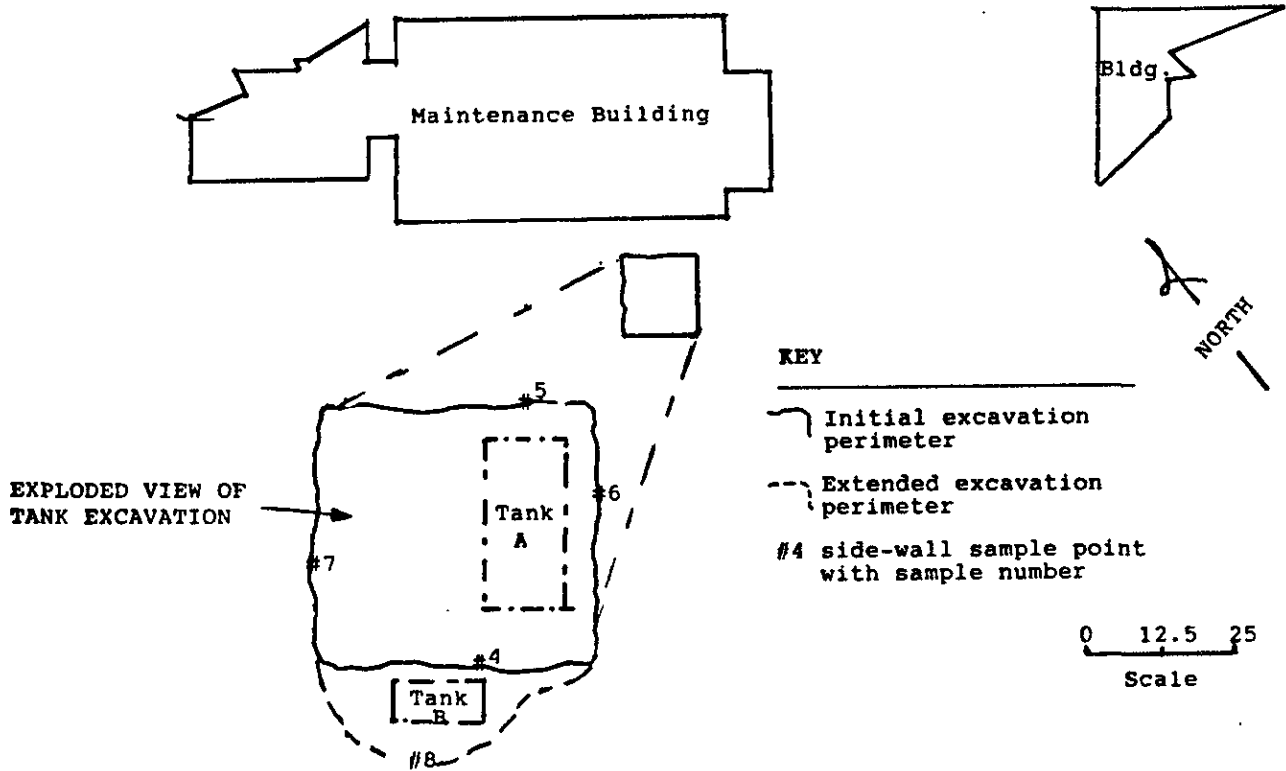 Maintenance Building
Bldg.
NORTH
KEY
Initial excavation
perimeter
Extended excavation
perimeter
#4 side-wall sample point
with sample number
0 12.5 25
Scale
EXPLODED VIEW OF
TANK EXCAVATION
#5
#6
Tank
A
#7
#4
Tank
B
#8